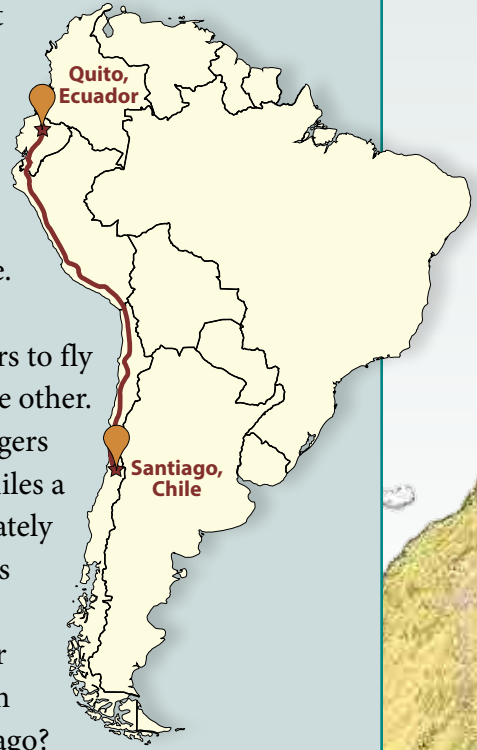 t
Quito,
Ecuador
e.
rs to fly
e other.
gers
Santiago,
Chile
iles a
ately
s
r
n
ago?